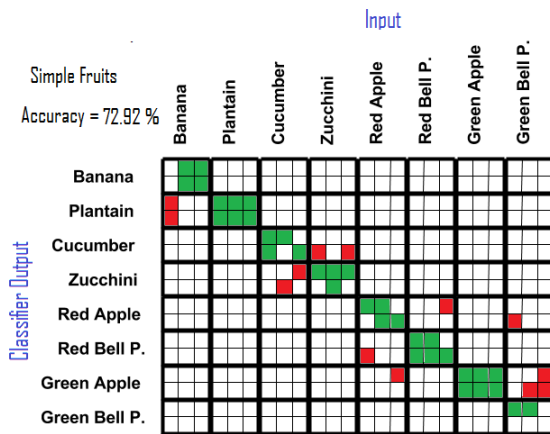 Input
Simple Fruits
Accuracy = 72.92 %
Banana
Plantain
Cucumber
Zucchini
Red Apple
Red Bell P.
Green Apple
Green Bell P.
Classifier Output
Banana
Plantain
Cucumber
Zucchini
Red Apple
Red Bell P.
Green Apple
Green Bell P.